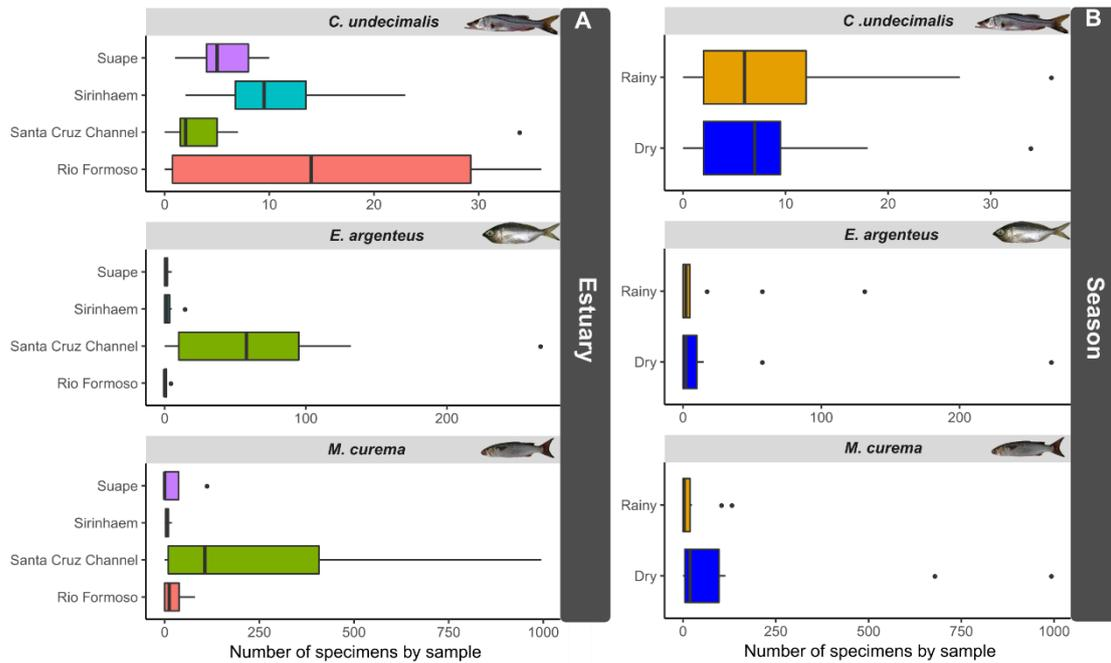 C. undecimalis
A
Suape
Sirinhaem
Santa Cruz Channel
Rio Formoso
0 10 20 30
E. argenteus
Suape
Sirinhaem
Santa Cruz Channel
Rio Formoso
0 100 200
M. curema
Suape
Sirinhaem
Santa Cruz Channel
Rio Formoso
0 250 500 750 1000
Number of specimens by sample
Estuary
C .undecimalis
B
Rainy
Dry
0 10 20 30
E. argenteus
Rainy
Dry
0 100 200
M. curema
Rainy
Dry
0 250 500 750 1000
Number of specimens by sample
Season